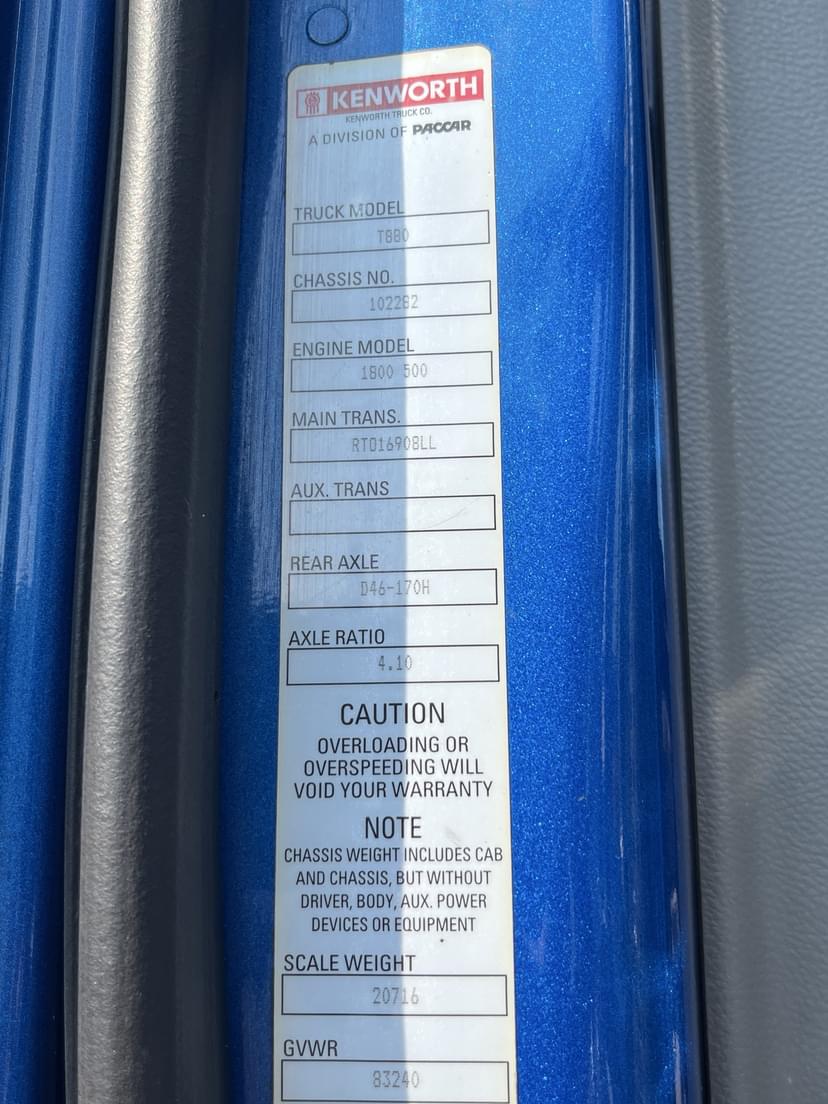 KENWORTH
KENWORTH TRUCK CO.
A DIVISION OF PACCAR
TRUCK MODEL
T880
CHASSIS NO.
102282
ENGINE MODEL
1800 500
MAIN TRANS.
RTO16908LL
AUX. TRANS
REAR AXLE
D46-170H
AXLE RATIO
4.10
CAUTION
OVERLOADING OR
OVERSPEEDING WILL
VOID YOUR WARRANTY
NOTE
CHASSIS WEIGHT INCLUDES CAB
AND CHASSIS, BUT WITHOUT
DRIVER, BODY, AUX. POWER
DEVICES OR EQUIPMENT
SCALE WEIGHT
20716
GVWR
83240